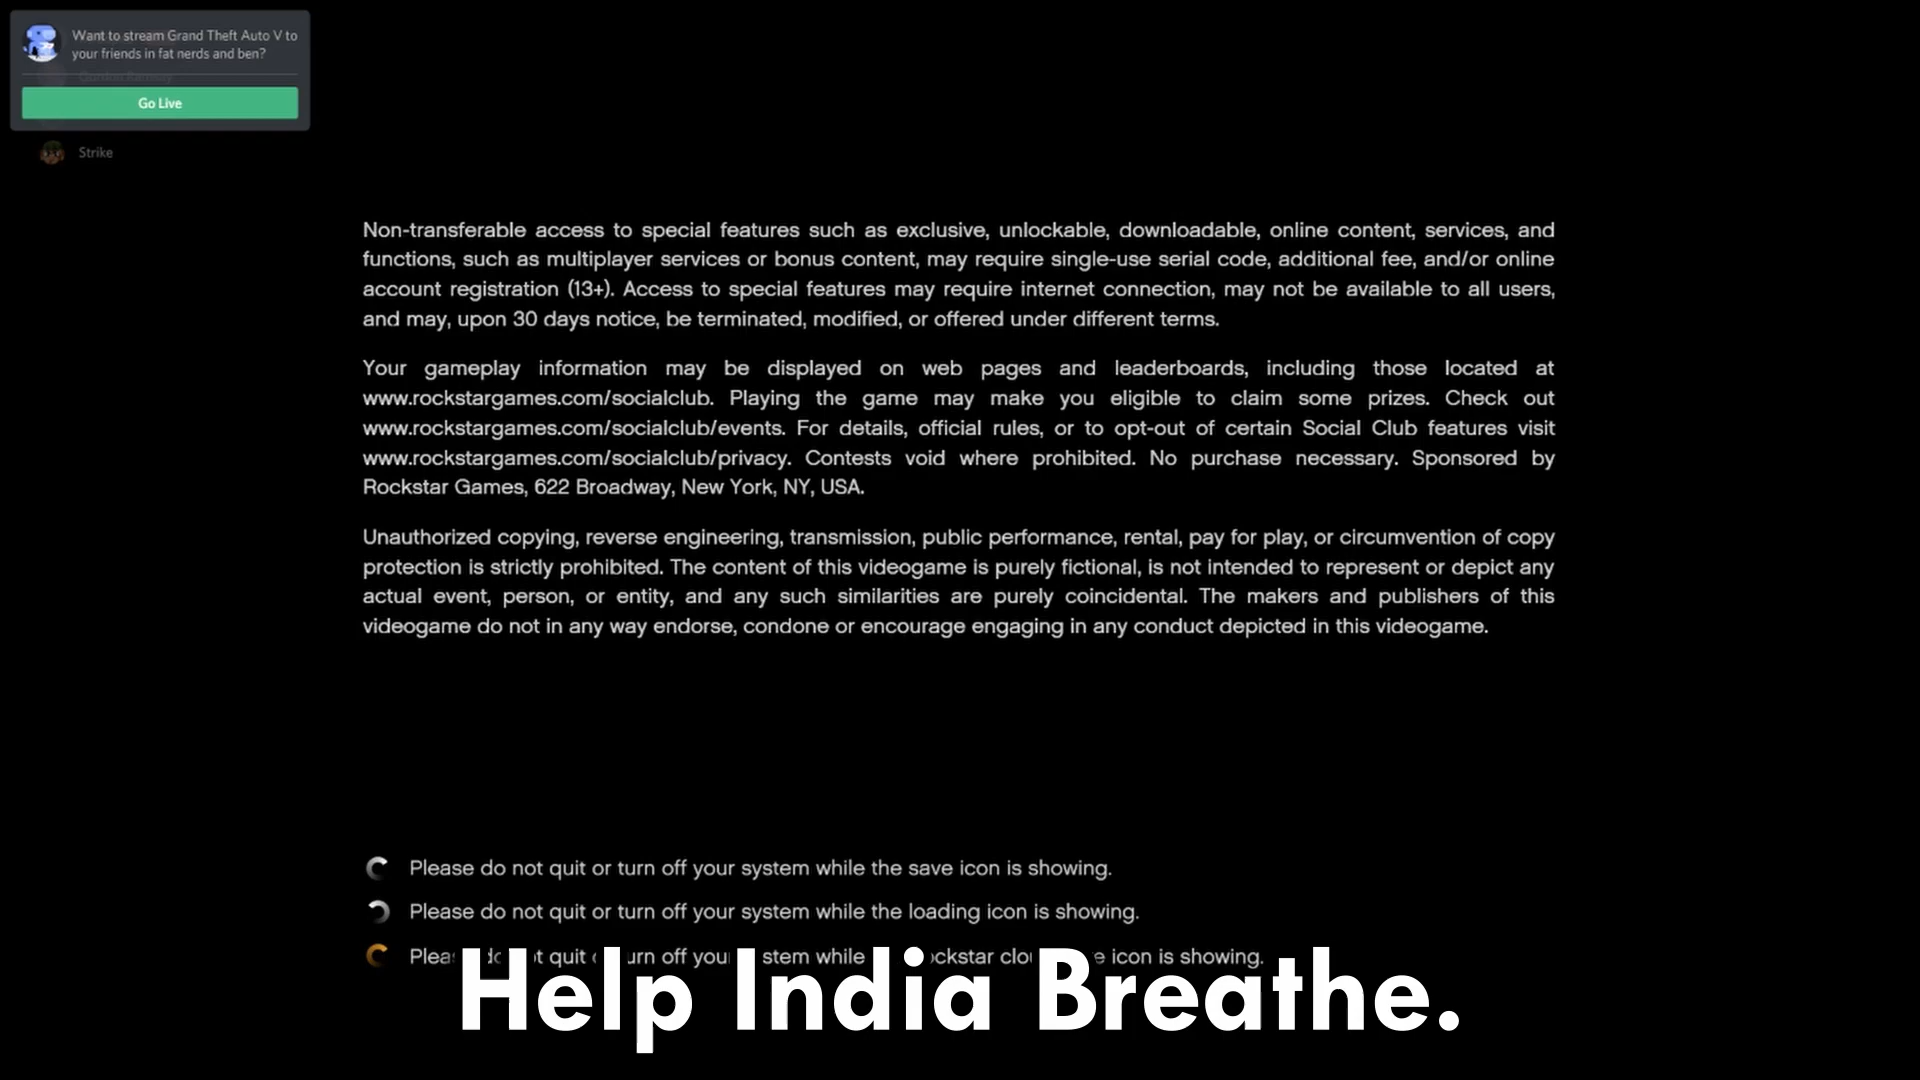 Want to stream Grand Theft Auto V to
your friends in fat nerds and ben?
Gordon Ramsay
Go Live
Strike
Non-transferable access to special features such as exclusive, unlockable, downloadable, online content, services, and
functions, such as multiplayer services or bonus content, may require single-use serial code, additional fee, and/or online
account registration (13+). Access to special features may require internet connection, may not be available to all users,
and may, upon 30 days notice, be terminated, modified, or offered under different terms.
Your gameplay information may be displayed on web pages and leaderboards, including those located at
www.rockstargames.com/socialclub. Playing the game may make you eligible to claim some prizes. Check out
www.rockstargames.com/socialclub/events. For details, official rules, or to opt-out of certain Social Club features visit
www.rockstargames.com/socialclub/privacy. Contests void where prohibited. No purchase necessary. Sponsored by
Rockstar Games, 622 Broadway, New York, NY, USA.
Unauthorized copying, reverse engineering, transmission, public performance, rental, pay for play, or circumvention of copy
protection is strictly prohibited. The content of this videogame is purely fictional, is not intended to represent or depict any
actual event, person, or entity, and any such similarities are purely coincidental. The makers and publishers of this
videogame do not in any way endorse, condone or encourage engaging in any conduct depicted in this videogame.
Please do not quit or turn off your system while the save icon is showing.
Please do not quit or turn off your system while the loading icon is showing.
quit turn off your system while icon is showing.
Help India Breathe.